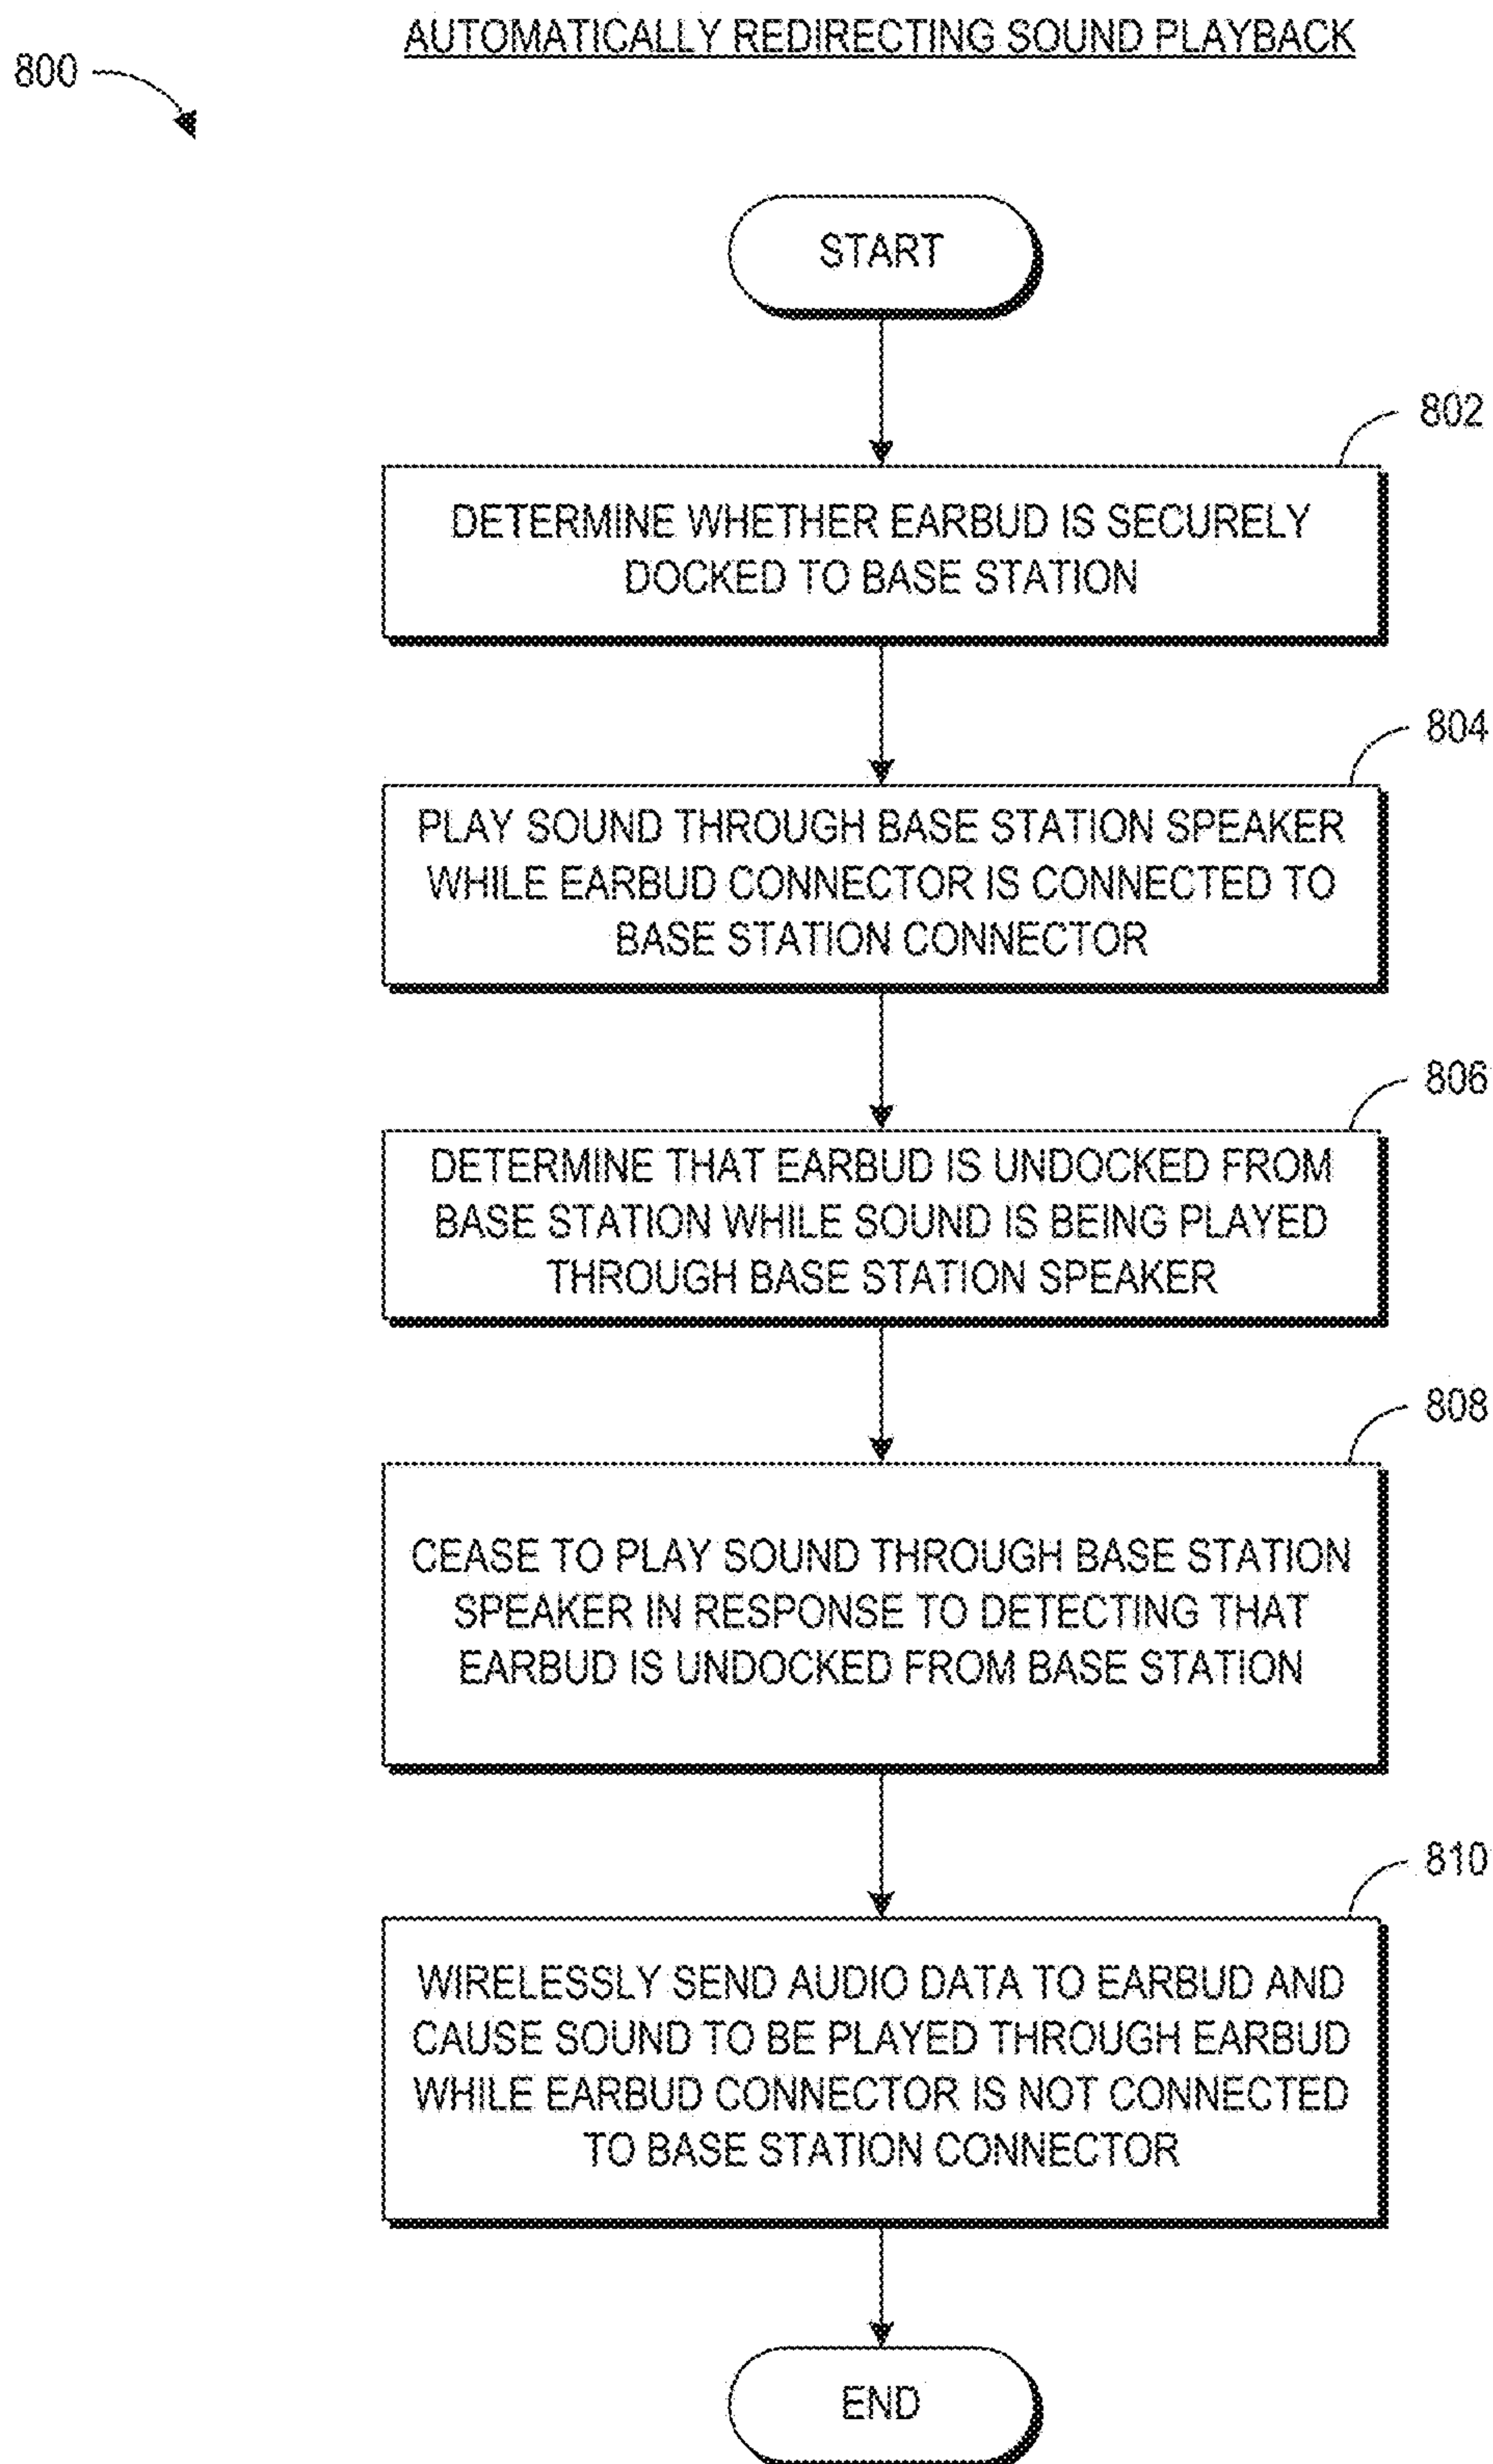 AUTOMATICALLY REDIRECTING SOUND PLAYBACK
800
START
802
DETERMINE WHETHER EARBUD IS SECURELY
DOCKED TO BASE STATION
804
PLAY SOUND THROUGH BASE STATION SPEAKER
WHILE EARBUD CONNECTOR IS CONNECTED TO
BASE STATION CONNECTOR
806
DETERMINE THAT EARBUD IS UNDOCKED FROM
BASE STATION WHILE SOUND IS BEING PLAYED
THROUGH BASE STATION SPEAKER
808
CEASE TO PLAY SOUND THROUGH BASE STATION
SPEAKER IN RESPONSE TO DETECTING THAT
EARBUD IS UNDOCKED FROM BASE STATION
810
WIRELESSLY SEND AUDIO DATA TO EARBUD AND
CAUSE SOUND TO BE PLAYED THROUGH EARBUD
WHILE EARBUD CONNECTOR IS NOT CONNECTED
TO BASE STATION CONNECTOR
END